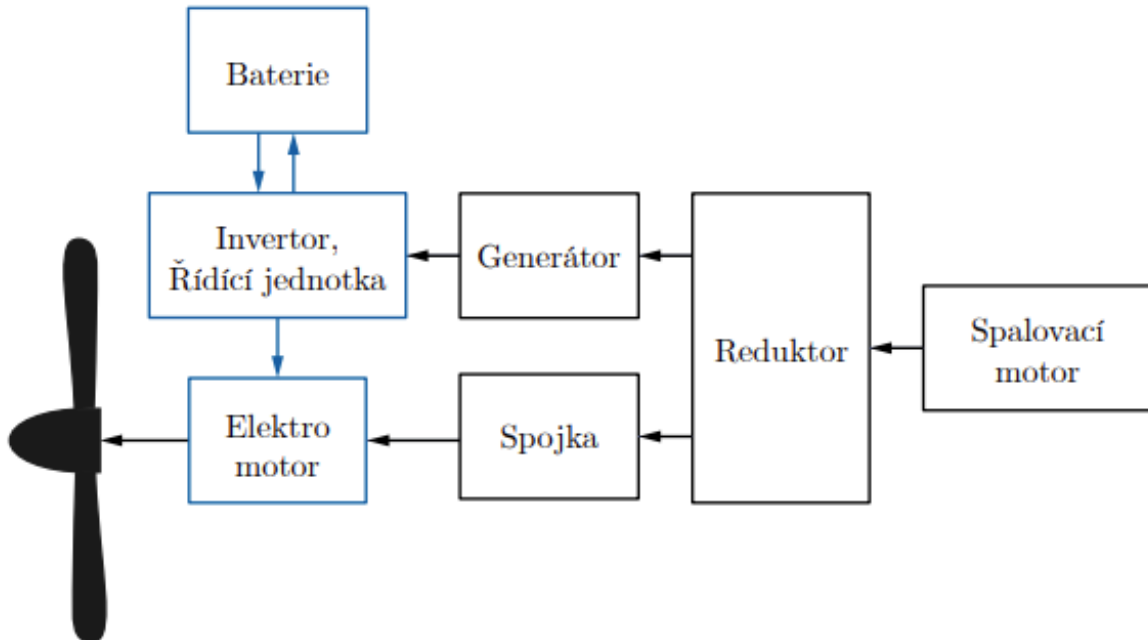 Baterie
Invertor,
Řídící jednotka
Generátor
Reduktor
Spalovací
motor
Elektro
motor
Spojka